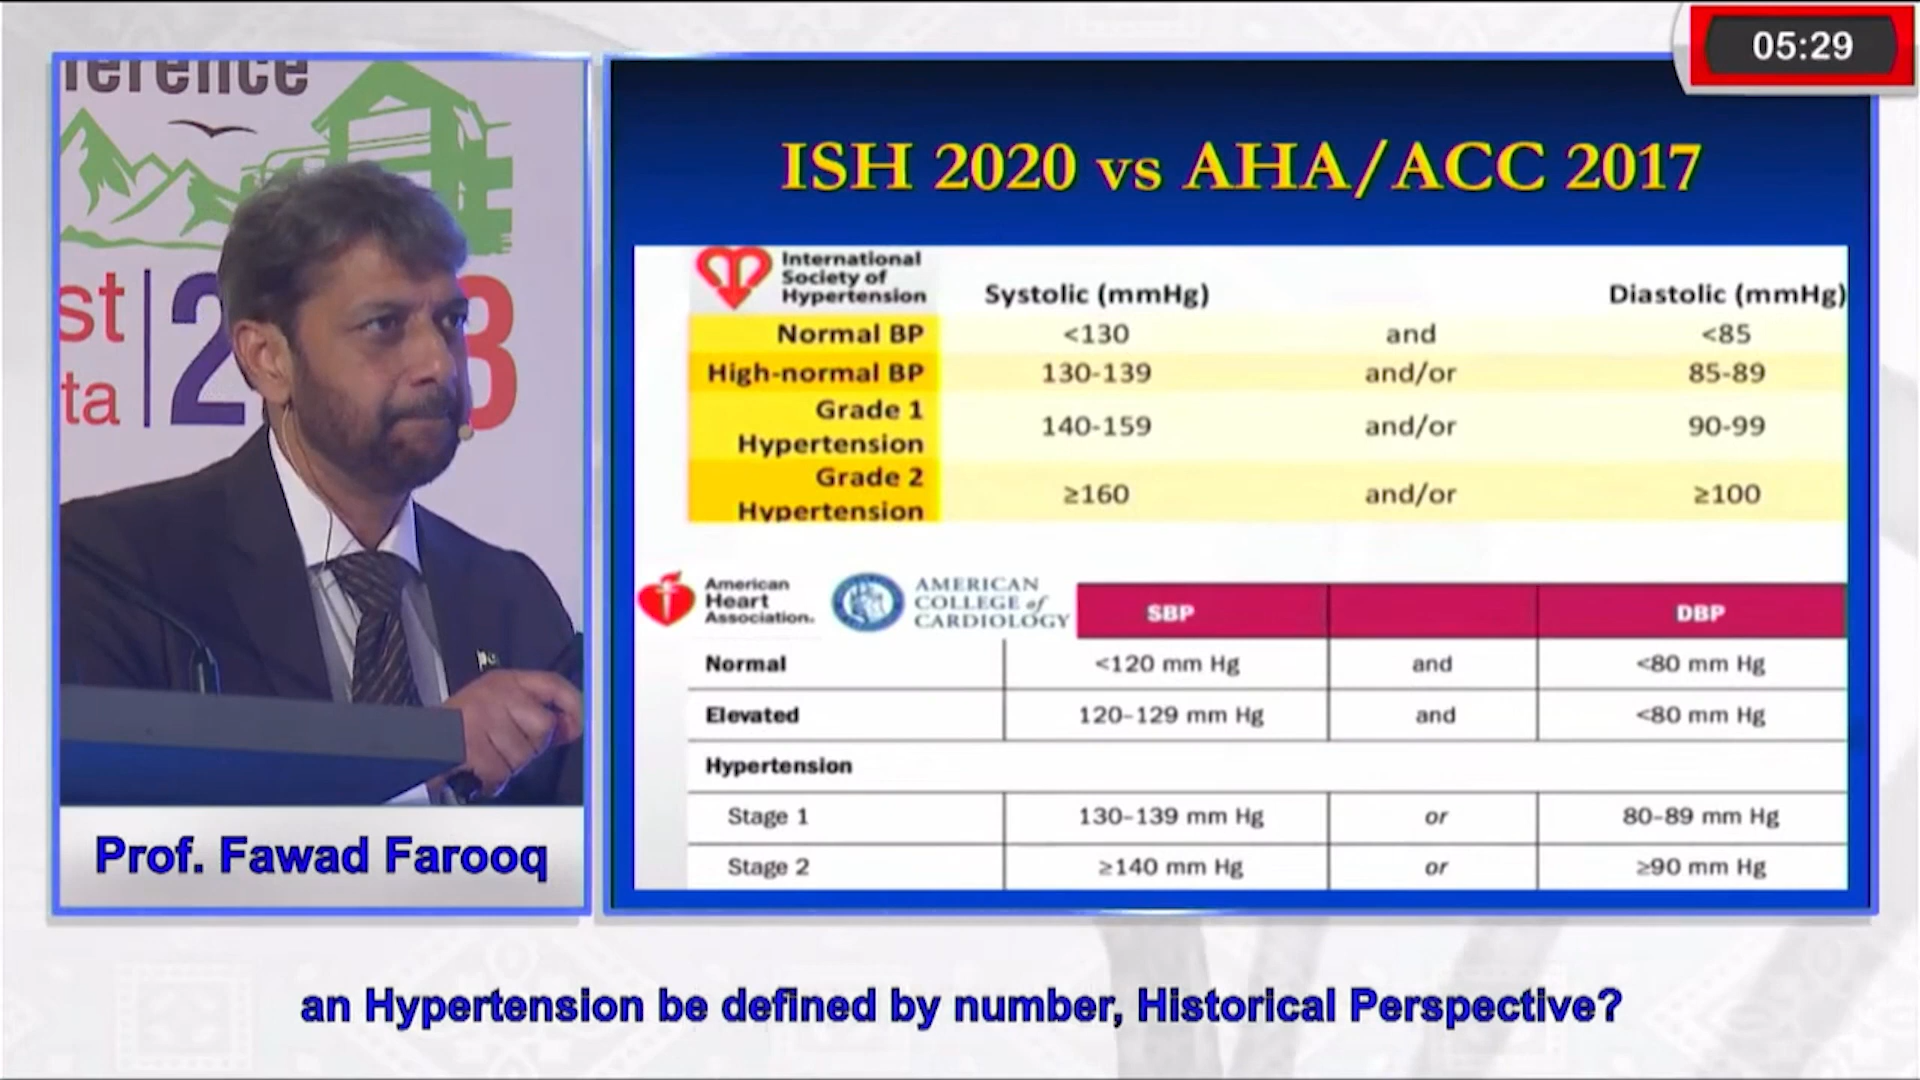 05:29
ference
st
ta
2
3
Prof. Fawad Farooq
ISH 2020 vs AHA/ACC 2017
International
Society of
Hypertension
Systolic (mmHg) Diastolic (mmHg)
Normal BP <130 and <85
High-normal BP 130-139 and/or 85-89
Grade 1
Hypertension 140-159 and/or 90-99
Grade 2
Hypertension ≥160 and/or ≥100
American
Heart
Association.
AMERICAN
COLLEGE of
CARDIOLOGY
SBP DBP
Normal <120 mm Hg and <80 mm Hg
Elevated 120–129 mm Hg and <80 mm Hg
Hypertension
Stage 1 130–139 mm Hg or 80–89 mm Hg
Stage 2 ≥140 mm Hg or ≥90 mm Hg
an Hypertension be defined by number, Historical Perspective?